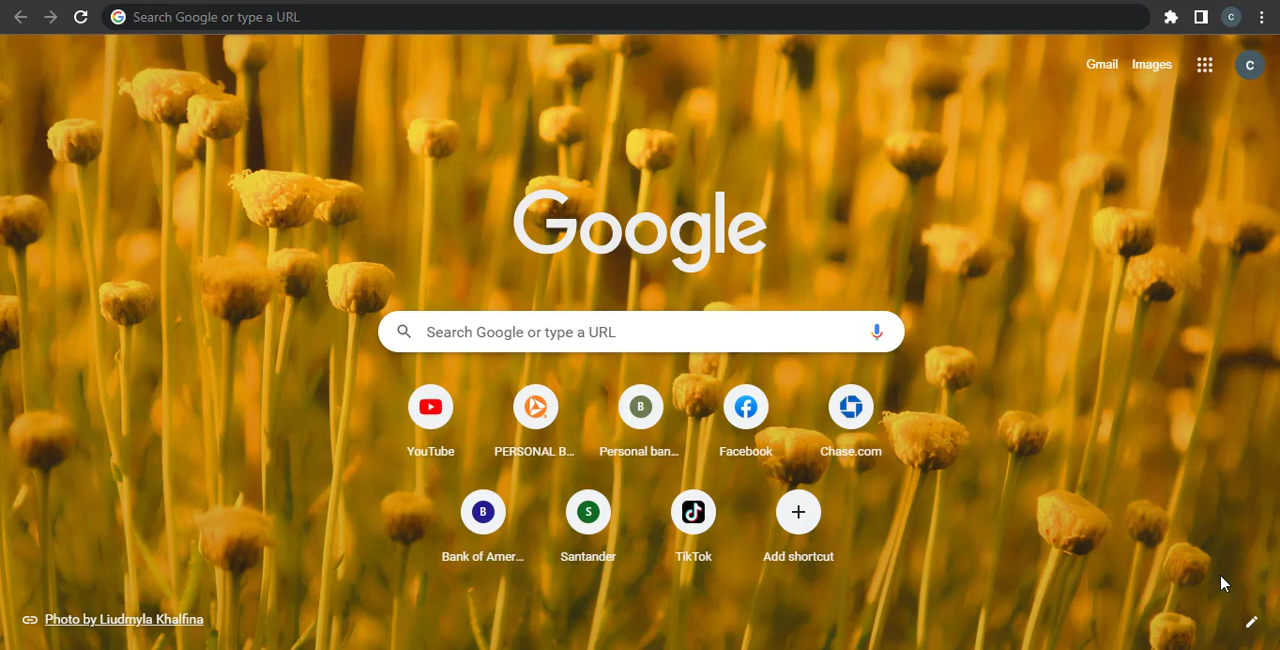 Search Google or type a URL
C
Gmail
Images
C
Google
Search Google or type a URL
B
YouTube
PERSONAL B...
Personal ban...
Facebook
Chase.com
B
S
Bank of Amer...
Santander
TikTok
Add shortcut
Photo by Liudmyla Khalfina